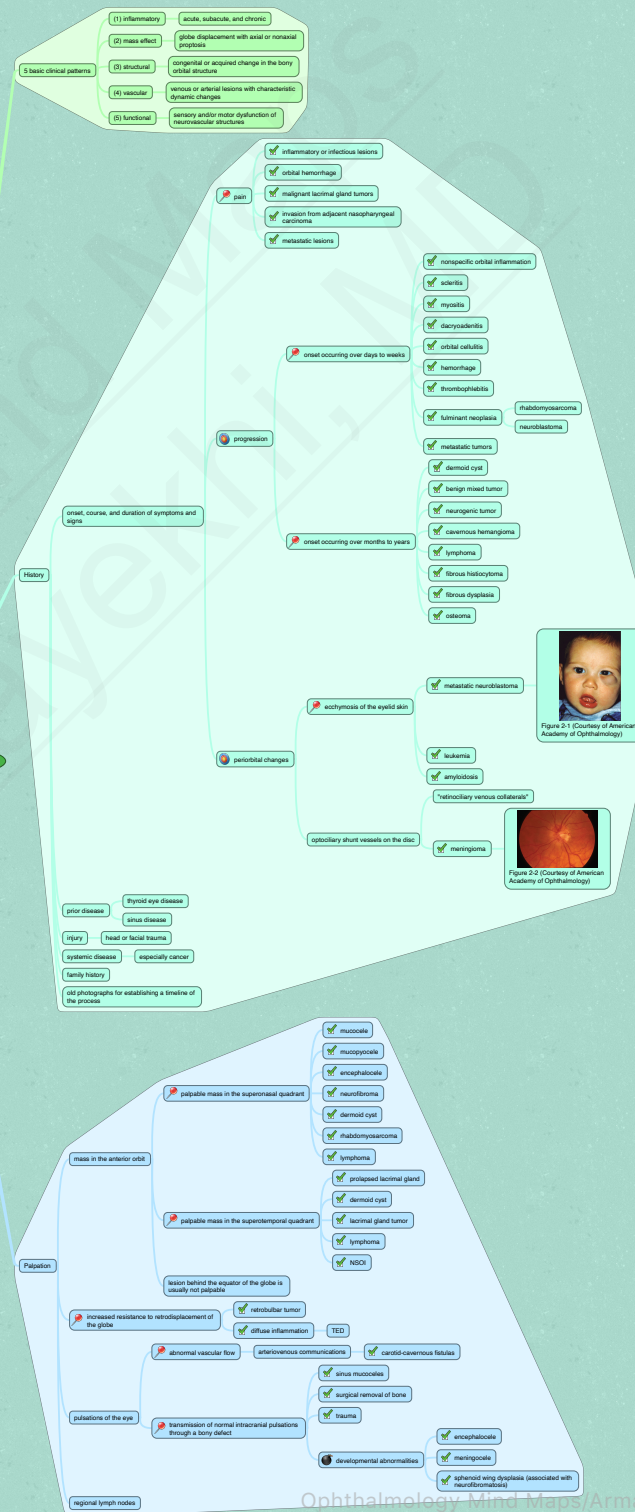 5 basic clinical patterns
(1) inflammatory
acute, subacute, and chronic
(2) mass effect
globe displacement with axial or nonaxial
proptosis
(3) structural
congenital or acquired change in the bony
orbital structure
(4) vascular
venous or arterial lesions with characteristic
dynamic changes
(5) functional
sensory and/or motor dysfunction of
neurovascular structures
History
onset, course, and duration of symptoms and
signs
pain
inflammatory or infectious lesions
orbital hemorrhage
malignant lacrimal gland tumors
invasion from adjacent nasopharyngeal
carcinoma
metastatic lesions
progression
onset occurring over days to weeks
nonspecific orbital inflammation
scleritis
myositis
dacryoadenitis
orbital cellulitis
hemorrhage
thrombophlebitis
fulminant neoplasia
rhabdomyosarcoma
neuroblastoma
metastatic tumors
onset occurring over months to years
dermoid cyst
benign mixed tumor
neurogenic tumor
cavernous hemangioma
lymphoma
fibrous histiocytoma
fibrous dysplasia
osteoma
periorbital changes
ecchymosis of the eyelid skin
metastatic neuroblastoma
Figure 2-1 (Courtesy of American
Academy of Ophthalmology)
leukemia
amyloidosis
optociliary shunt vessels on the disc
"retinociliary venous collaterals"
meningioma
Figure 2-2 (Courtesy of American
Academy of Ophthalmology)
prior disease
thyroid eye disease
sinus disease
injury
head or facial trauma
systemic disease
especially cancer
family history
old photographs for establishing a timeline of
the process
Palpation
mass in the anterior orbit
palpable mass in the superonasal quadrant
mucocele
mucopyocele
encephalocele
neurofibroma
dermoid cyst
rhabdomyosarcoma
lymphoma
palpable mass in the superotemporal quadrant
prolapsed lacrimal gland
dermoid cyst
lacrimal gland tumor
lymphoma
NSOI
lesion behind the equator of the globe is
usually not palpable
increased resistance to retrodisplacement of
the globe
retrobulbar tumor
diffuse inflammation
TED
pulsations of the eye
abnormal vascular flow
arteriovenous communications
carotid-cavernous fistulas
transmission of normal intracranial pulsations
through a bony defect
sinus mucoceles
surgical removal of bone
trauma
developmental abnormalities
encephalocele
meningocele
sphenoid wing dysplasia (associated with
neurofibromatosis)
regional lymph nodes
Ophthalmology Mind Maps/Arm